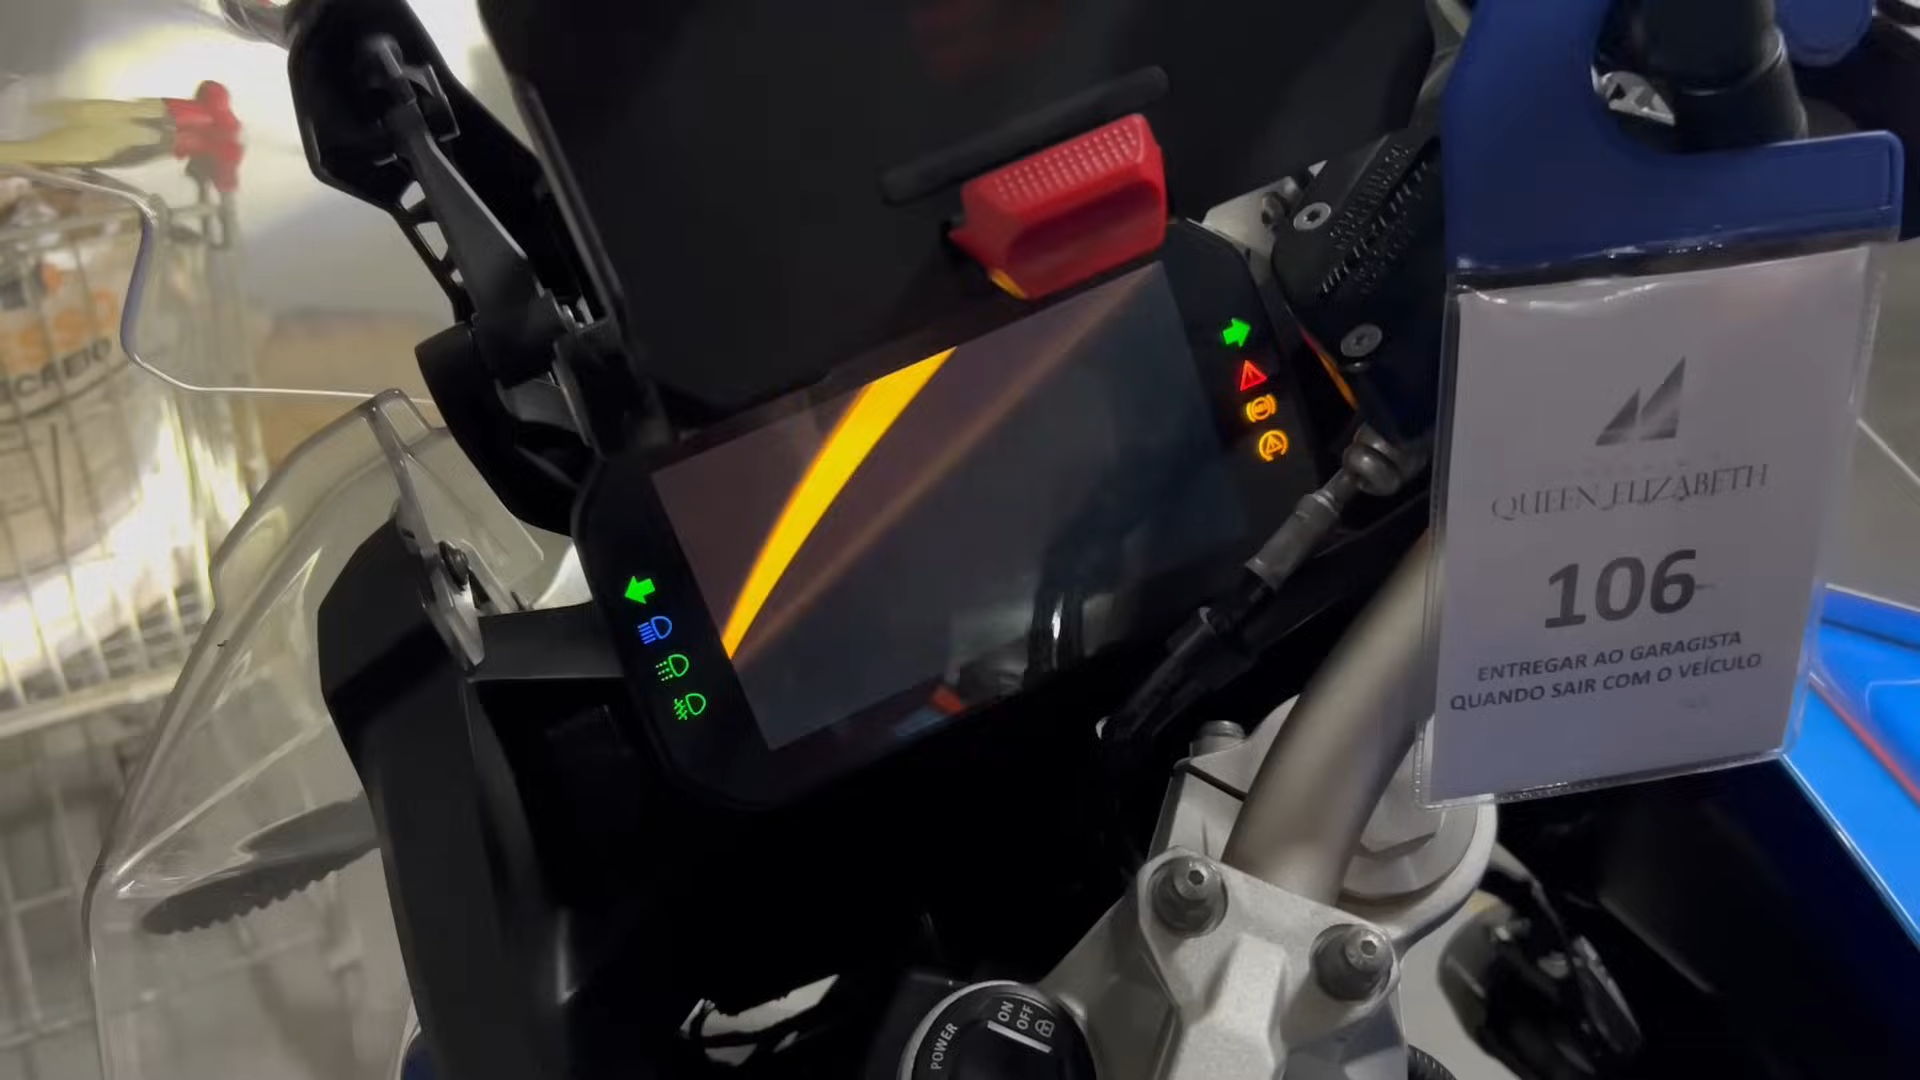 QUEEN ELIZABETH
106
ENTREGAR AO GARAGISTA
QUANDO SAIR COM O VEÍCULO
ON
OFF
POWER